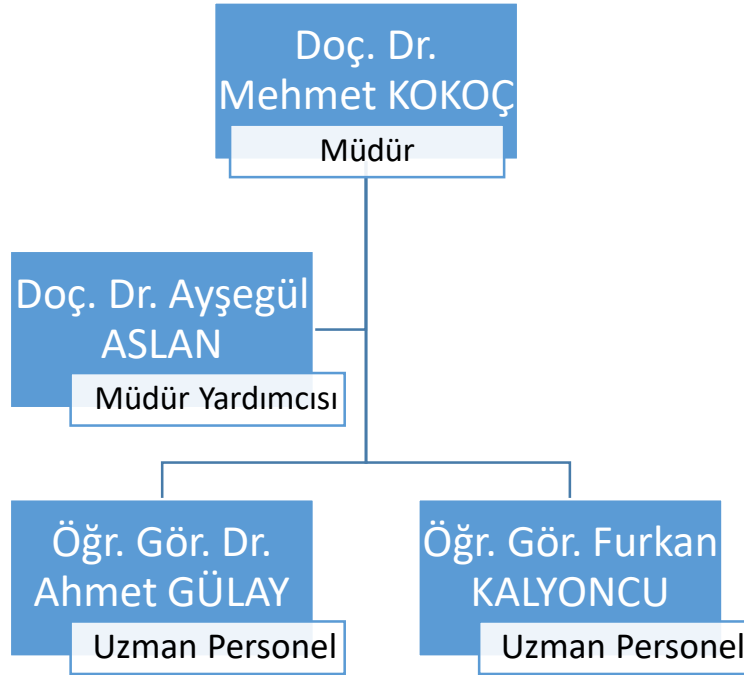 Doç. Dr.
Mehmet KOKOÇ
Müdür
Doç. Dr. Ayşegül
ASLAN
Müdür Yardımcısı
Öğr. Gör. Dr.
Ahmet GÜLAY
Uzman Personel
Öğr. Gör. Furkan
KALYONCU
Uzman Personel